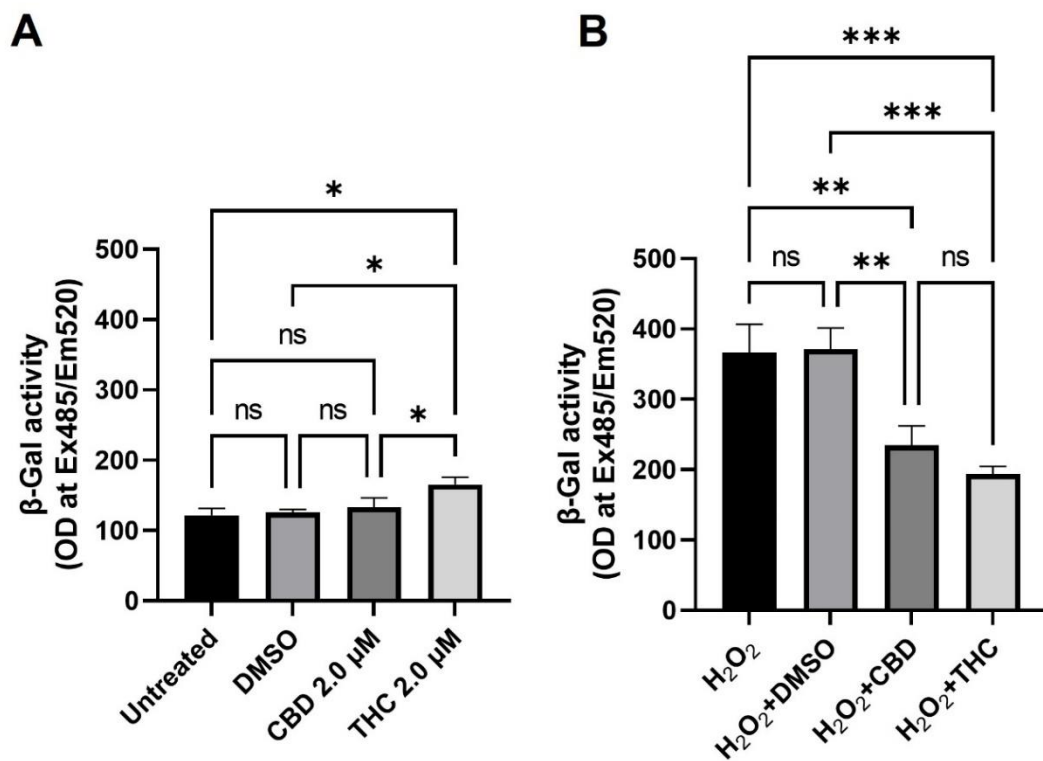 A
*
*
ns
ns
ns
*
500
400
300
200
100
0
β-Gal activity
(OD at Ex485/Em520)
Untreated
DMSO
CBD 2.0 µM
THC 2.0 µM
B
***
***
**
ns
**
ns
500
400
300
200
100
0
β-Gal activity
(OD at Ex485/Em520)
H₂O₂
H₂O₂+DMSO
H₂O₂+CBD
H₂O₂+THC